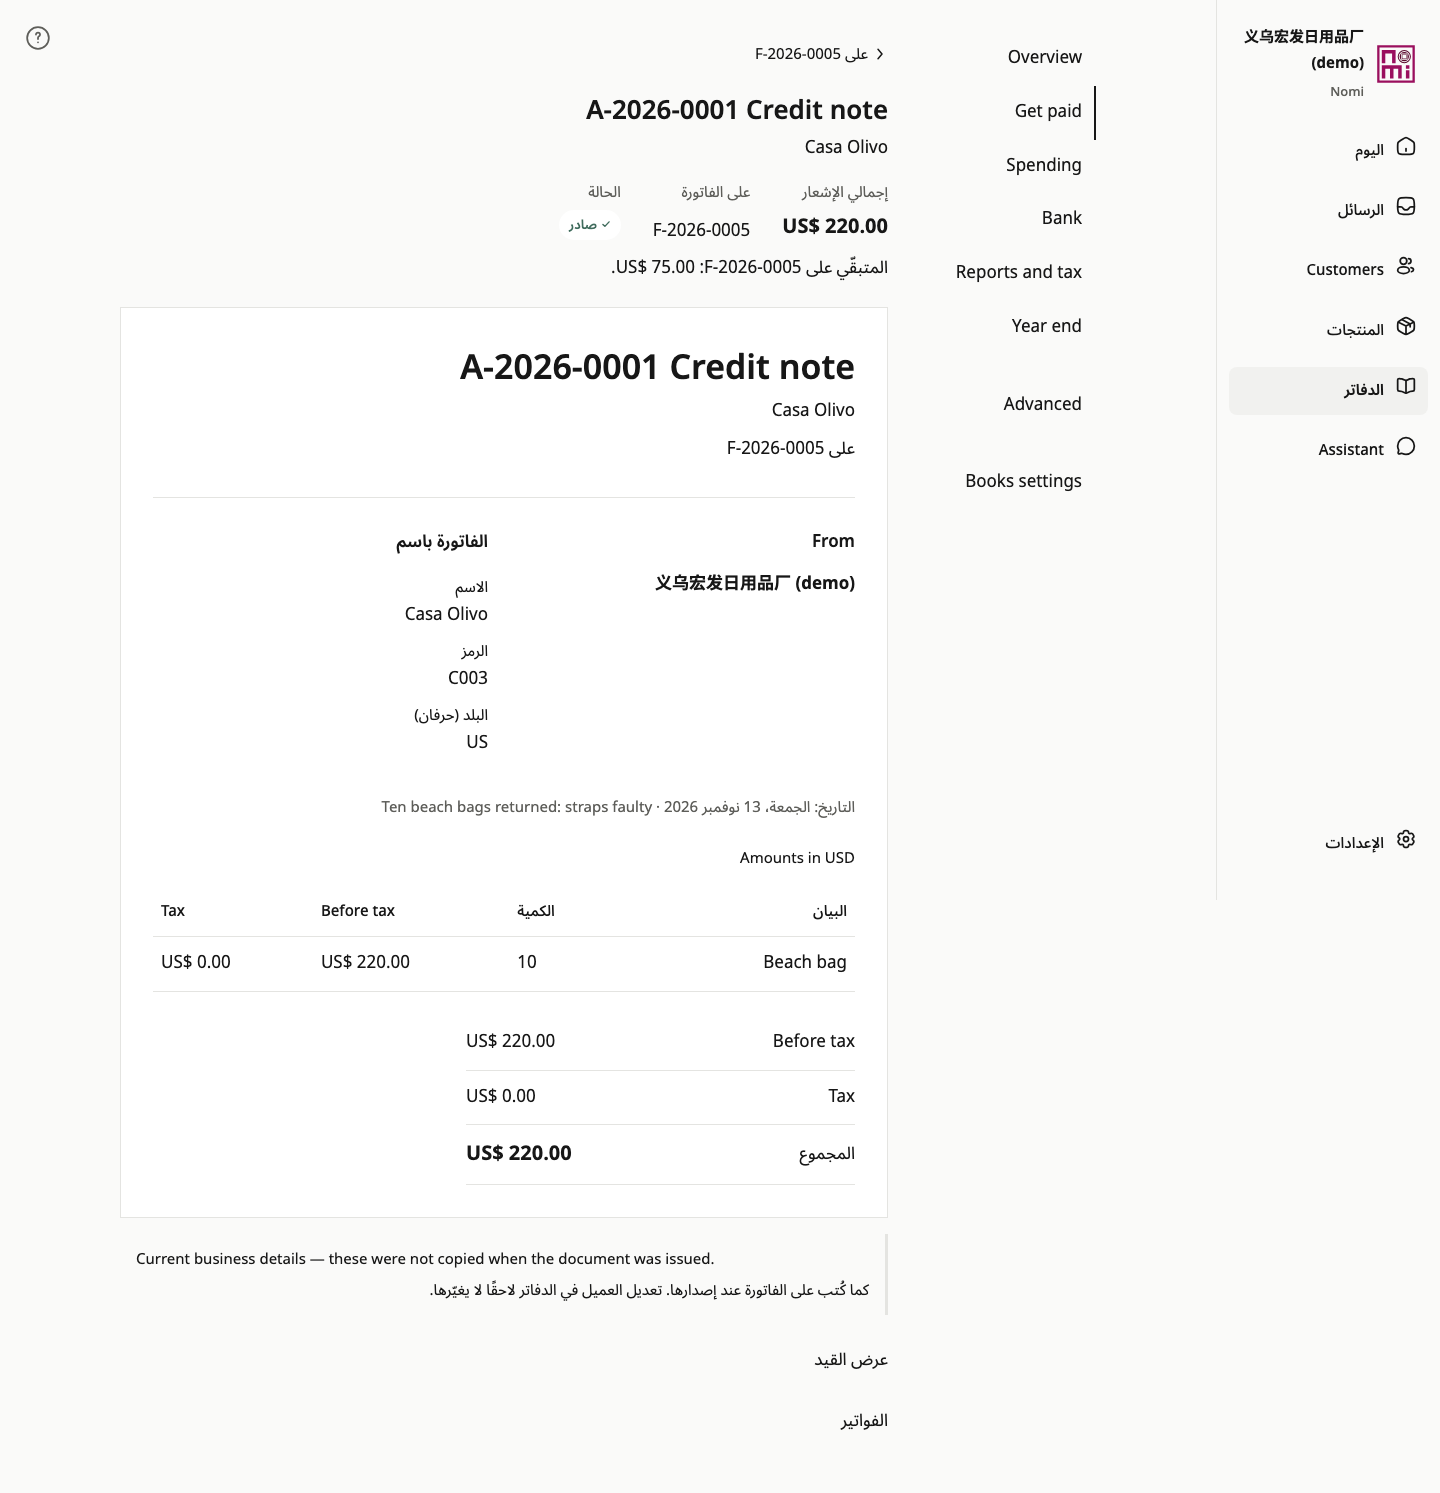 义乌宏发日用品厂
(demo)
Nomi
اليوم
الرسائل
Customers
المنتجات
الدفاتر
Assistant
الإعدادات
Overview
Get paid
Spending
Bank
Reports and tax
Year end
Advanced
Books settings
على F-2026-0005
A-2026-0001 Credit note
Casa Olivo
إجمالي الإشعار
US$ 220.00
على الفاتورة
F-2026-0005
الحالة
صادر
المتبقّي على F-2026-0005: US$ 75.00.
A-2026-0001 Credit note
Casa Olivo
على F-2026-0005
From
义乌宏发日用品厂 (demo)
الفاتورة باسم
الاسم
Casa Olivo
الرمز
C003
البلد (حرفان)
US
التاريخ: الجمعة، 13 نوفمبر 2026 · Ten beach bags returned: straps faulty
Amounts in USD
البيان الكمية Before tax Tax
Beach bag 10 US$ 220.00 US$ 0.00
Before tax US$ 220.00
Tax US$ 0.00
المجموع US$ 220.00
Current business details — these were not copied when the document was issued.
كما كُتب على الفاتورة عند إصدارها. تعديل العميل في الدفاتر لاحقًا لا يغيّرها.
عرض القيد
الفواتير